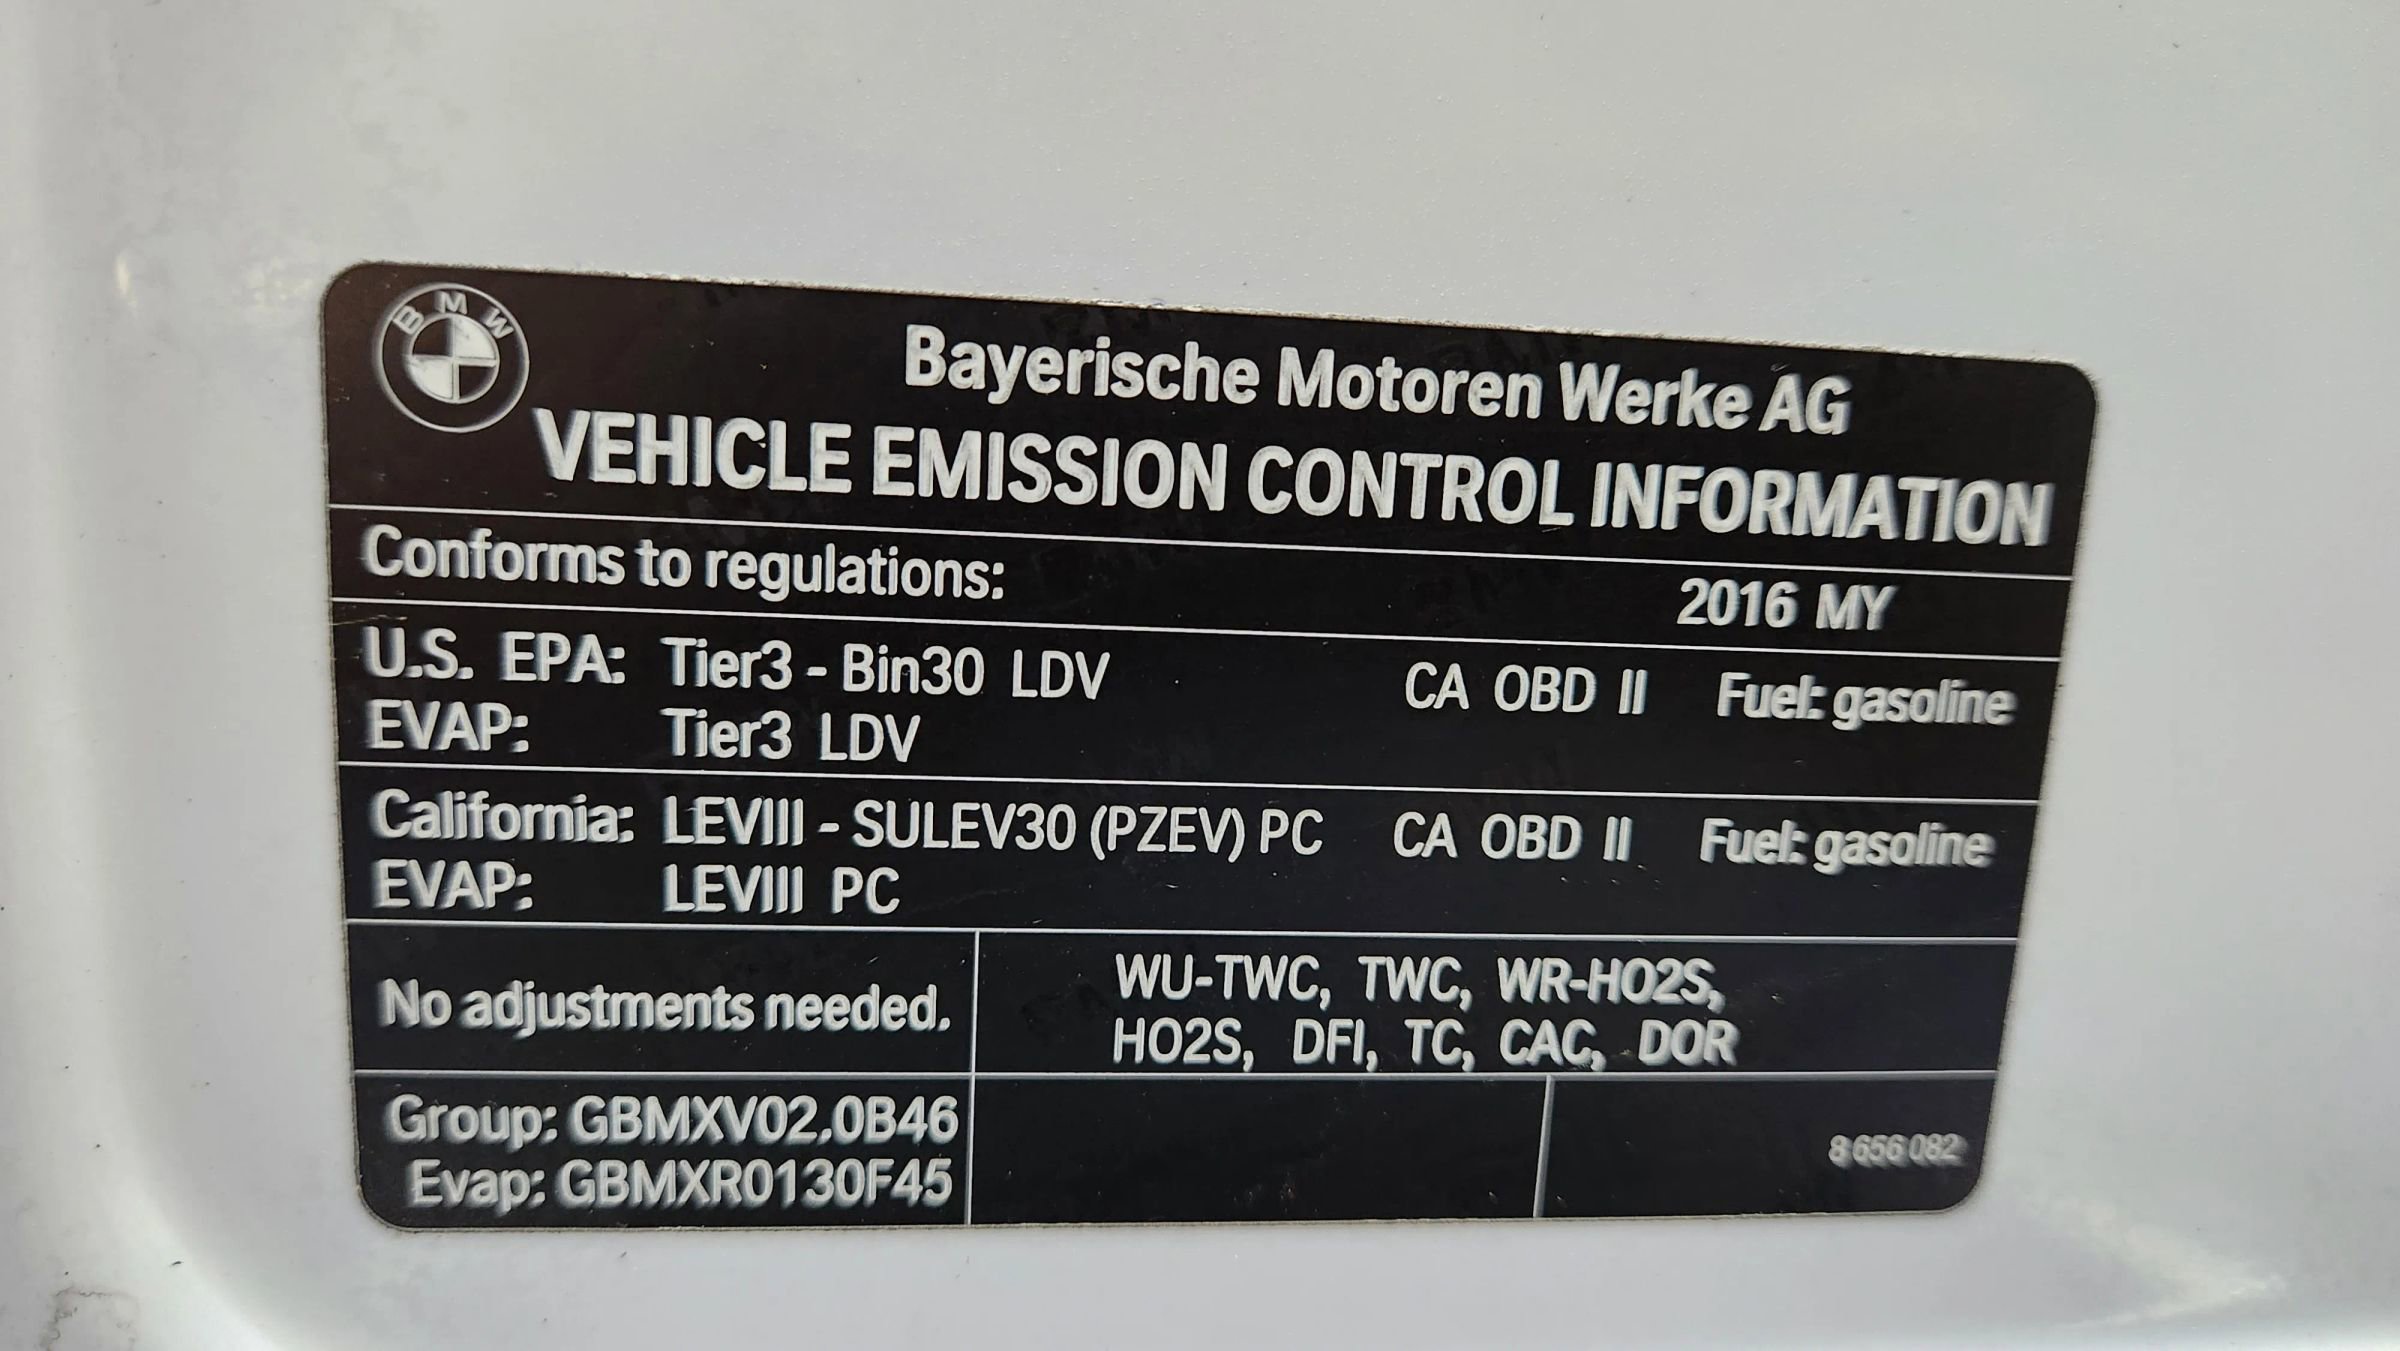 BMW
Bayerische Motoren Werke AG
VEHICLE EMISSION CONTROL INFORMATION
Conforms to regulations: 2016 MY
U.S. EPA: Tier3 - Bin30 LDV CA OBD II Fuel: gasoline
EVAP: Tier3 LDV
California: LEVIII - SULEV30 (PZEV) PC CA OBD II Fuel: gasoline
EVAP: LEVIII PC
No adjustments needed.
WU-TWC, TWC, WR-HO2S,
HO2S, DFI, TC, CAC, DOR
Group: GBMXV02.0B46
Evap: GBMXR0130F45
8 656 082